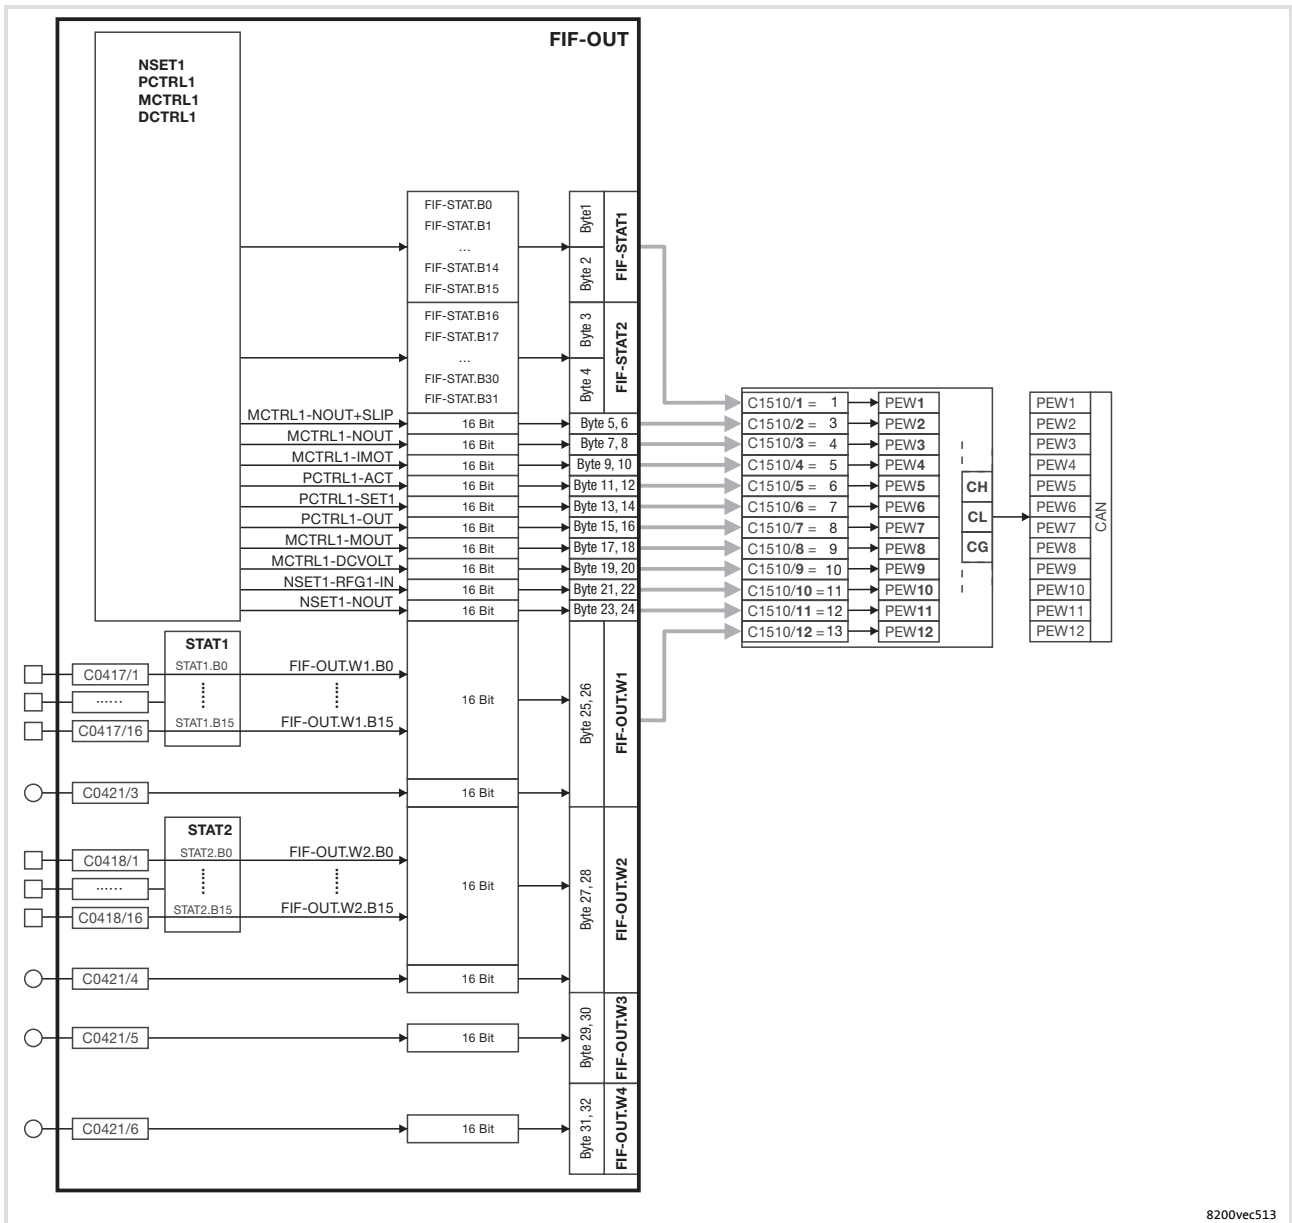 FIF-OUT
NSET1
PCTRL1
MCTRL1
DCTRL1
FIF-STAT.B0
FIF-STAT.B1
...
FIF-STAT.B14
FIF-STAT.B15
Byte1
Byte 2
FIF-STAT1
FIF-STAT.B16
FIF-STAT.B17
...
FIF-STAT.B30
FIF-STAT.B31
Byte 3
Byte 4
FIF-STAT2
MCTRL1-NOUT+SLIP 16 Bit Byte 5, 6
MCTRL1-NOUT 16 Bit Byte 7, 8
MCTRL1-IMOT 16 Bit Byte 9, 10
PCTRL1-ACT 16 Bit Byte 11, 12
PCTRL1-SET1 16 Bit Byte 13, 14
PCTRL1-OUT 16 Bit Byte 15, 16
MCTRL1-MOUT 16 Bit Byte 17, 18
MCTRL1-DCVOLT 16 Bit Byte 19, 20
NSET1-RFG1-IN 16 Bit Byte 21, 22
NSET1-NOUT 16 Bit Byte 23, 24
C1510/1 = 1 PEW1
C1510/2 = 3 PEW2
C1510/3 = 4 PEW3
C1510/4 = 5 PEW4
C1510/5 = 6 PEW5
C1510/6 = 7 PEW6
C1510/7 = 8 PEW7
C1510/8 = 9 PEW8
C1510/9 = 10 PEW9
C1510/10 = 11 PEW10
C1510/11 = 12 PEW11
C1510/12 = 13 PEW12
CH
CL
CG
PEW1
PEW2
PEW3
PEW4
PEW5
PEW6
PEW7
PEW8
PEW9
PEW10
PEW11
PEW12
CAN
STAT1
C0417/1 STAT1.B0 FIF-OUT.W1.B0
......
C0417/16 STAT1.B15 FIF-OUT.W1.B15
16 Bit
Byte 25, 26
FIF-OUT.W1
C0421/3 16 Bit
STAT2
C0418/1 STAT2.B0 FIF-OUT.W2.B0
......
C0418/16 STAT2.B15 FIF-OUT.W2.B15
16 Bit
Byte 27, 28
FIF-OUT.W2
C0421/4 16 Bit
C0421/5 16 Bit
Byte 29, 30
FIF-OUT.W3
C0421/6 16 Bit
Byte 31, 32
FIF-OUT.W4
8200vec513